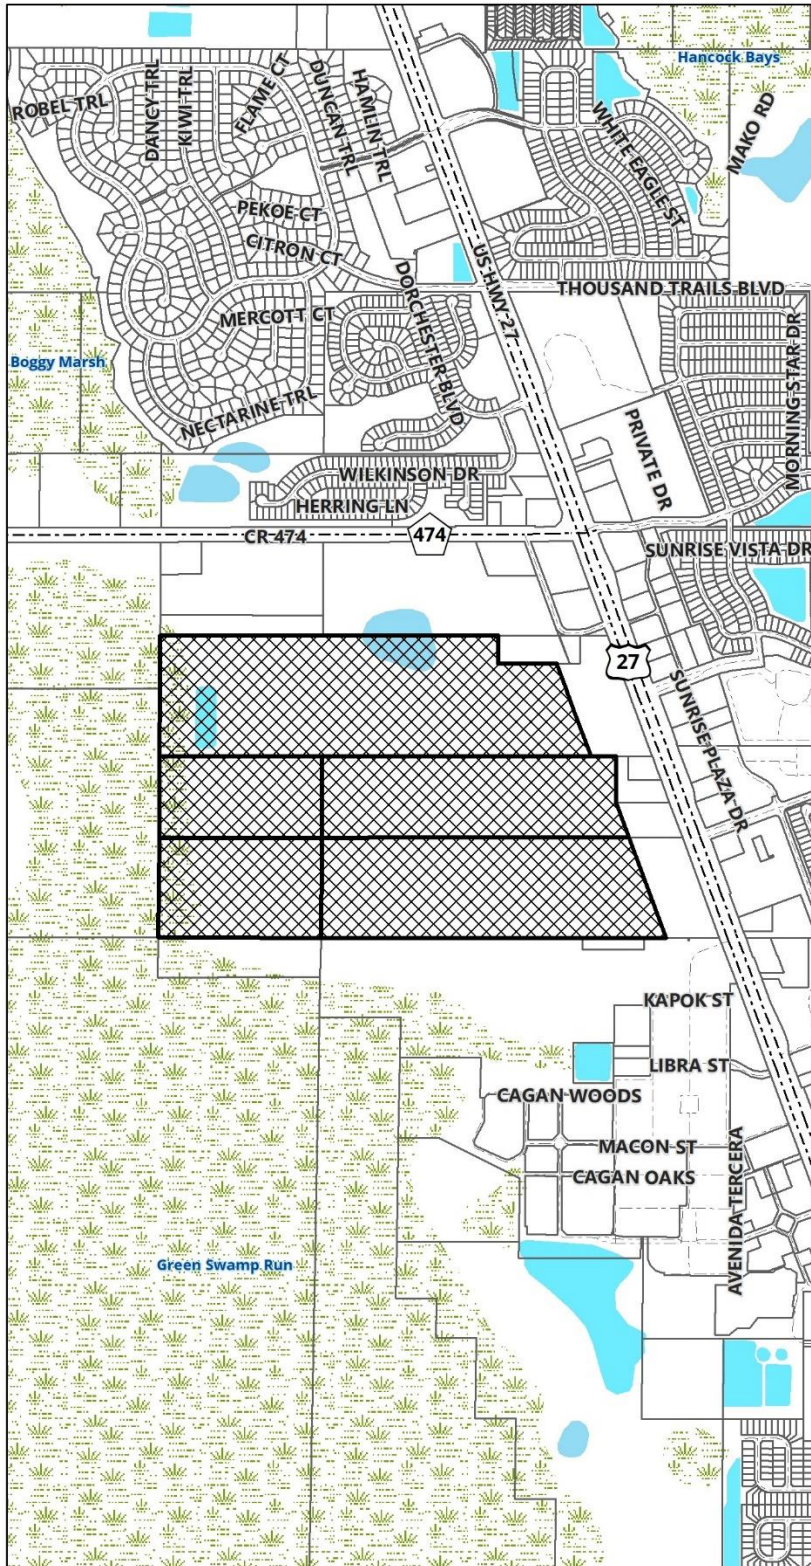 Hancock Bays
ROBEL TRL
DANCY TRL
KIWI TRL
FLAME CT
DUNCAN TRL
HAMLIN TRL
WHITE EAGLE ST
MAKO RD
PEKOE CT
CITRON CT
US HWY 27
DORCHESTER BLVD
THOUSAND TRAILS BLVD
MERCOTT CT
Boggy Marsh
NECTARINE TRL
PRIVATE DR
MORNING STAR DR
WILKINSON DR
HERRING LN
CR 474
474
SUNRISE VISTA DR
27
SUNRISE PLAZA DR
KAPOK ST
LIBRA ST
CAGAN WOODS
MACON ST
CAGAN OAKS
AVENIDA TERCERA
Green Swamp Run